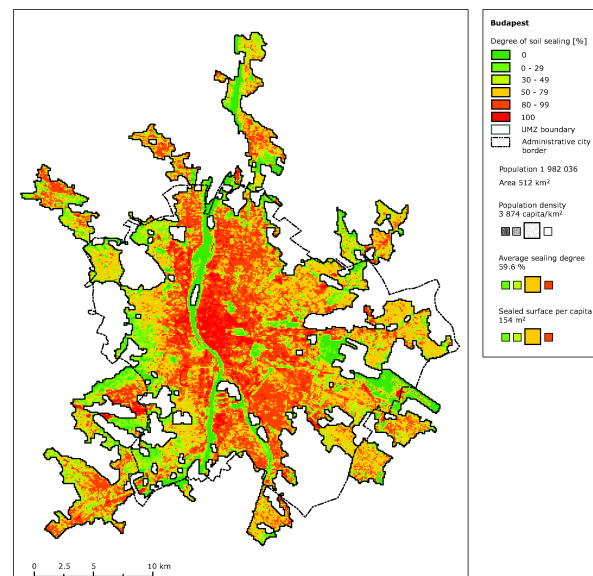 Budapest
Degree of soil sealing [%]
0
0 - 29
30 - 49
50 - 79
80 - 99
100
UMZ boundary
Administrative city
border
Population 1 982 036
Area 512 km²
Population density
3 874 capita/km²
Average sealing degree
59.6 %
Sealed surface per capita
154 m²
0 2.5 5 10 km